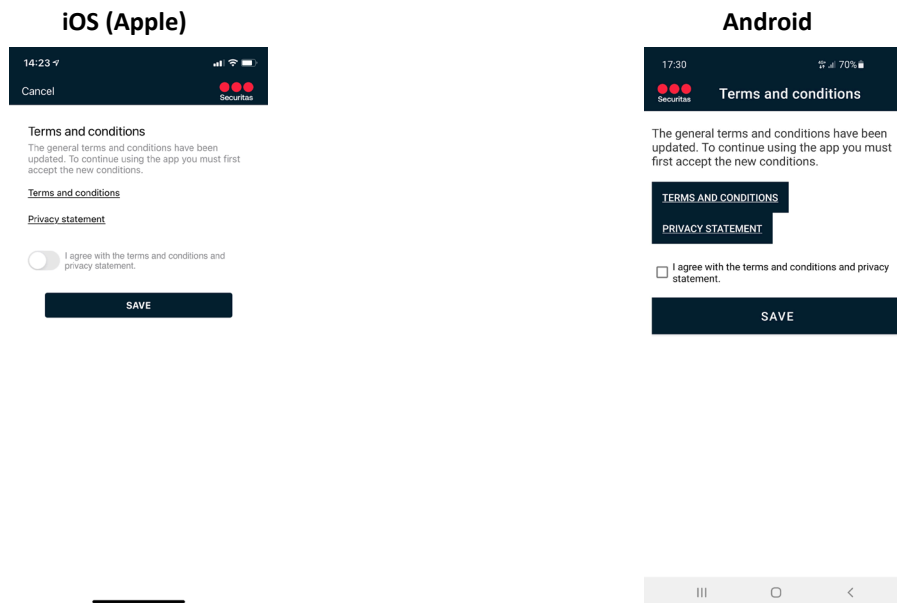 iOS (Apple)
14:23
Cancel
Securitas
Terms and conditions
The general terms and conditions have been
updated. To continue using the app you must first
accept the new conditions.
Terms and conditions
Privacy statement
I agree with the terms and conditions and
privacy statement.
SAVE
Android
17:30
70%
Securitas
Terms and conditions
The general terms and conditions have been
updated. To continue using the app you must
first accept the new conditions.
TERMS AND CONDITIONS
PRIVACY STATEMENT
I agree with the terms and conditions and privacy
statement.
SAVE